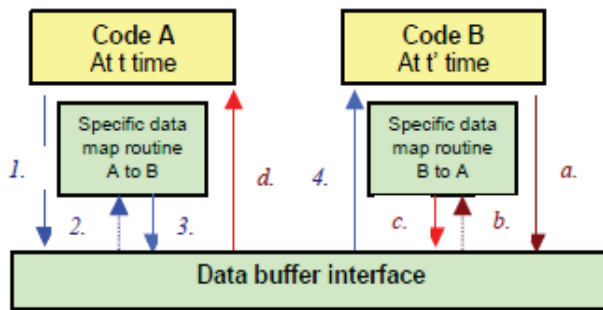 Code A
At t time
Code B
At t' time
Specific data
map routine
A to B
Specific data
map routine
B to A
1.
2.
3.
d.
4.
c.
b.
a.
Data buffer interface